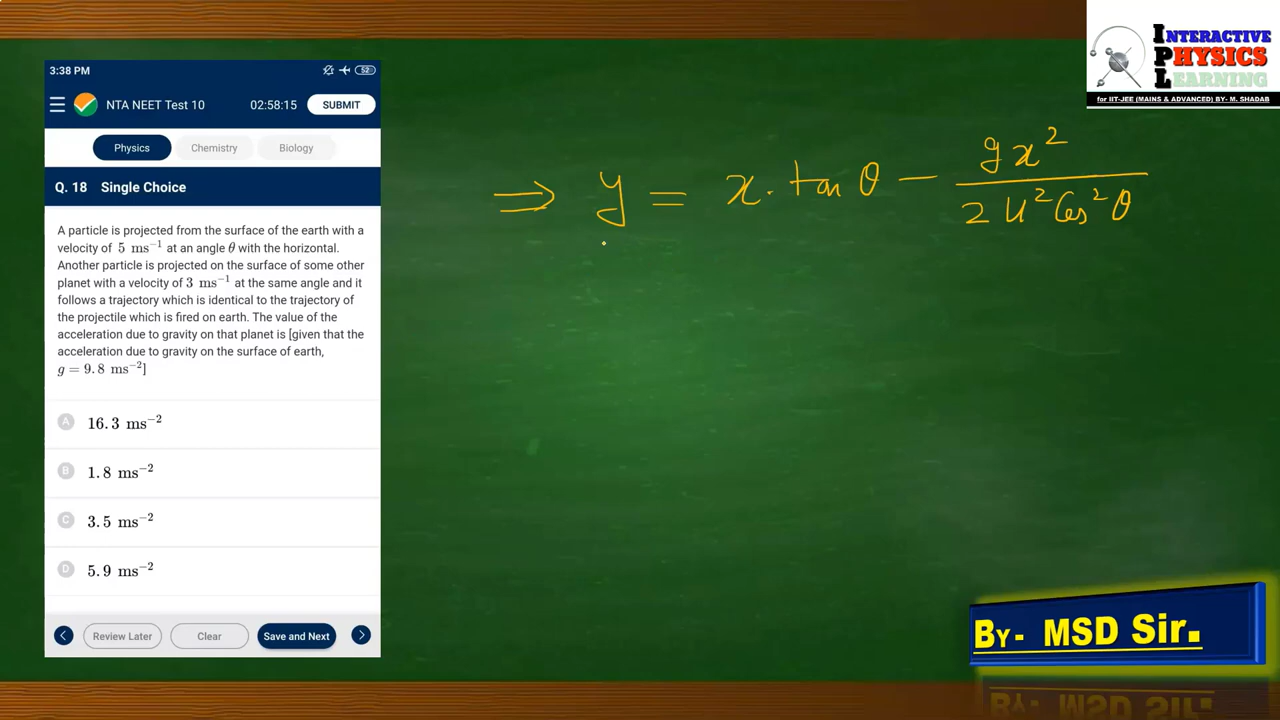 INTERACTIVE
PHYSICS
LEARNING
for IIT-JEE (MAINS & ADVANCED) BY- M. SHADAB
3:38 PM
52
NTA NEET Test 10
02:58:15
SUBMIT
Physics
Chemistry
Biology
Q. 18 Single Choice
A particle is projected from the surface of the earth with a
velocity of 5 ms⁻¹ at an angle θ with the horizontal.
Another particle is projected on the surface of some other
planet with a velocity of 3 ms⁻¹ at the same angle and it
follows a trajectory which is identical to the trajectory of
the projectile which is fired on earth. The value of the
acceleration due to gravity on that planet is [given that the
acceleration due to gravity on the surface of earth,
g = 9.8 ms⁻²]
A 16.3 ms⁻²
B 1.8 ms⁻²
C 3.5 ms⁻²
D 5.9 ms⁻²
Review Later
Clear
Save and Next
⇒ y = x. tan θ − gx² / 2 u² Cos² θ
BY- MSD Sir.